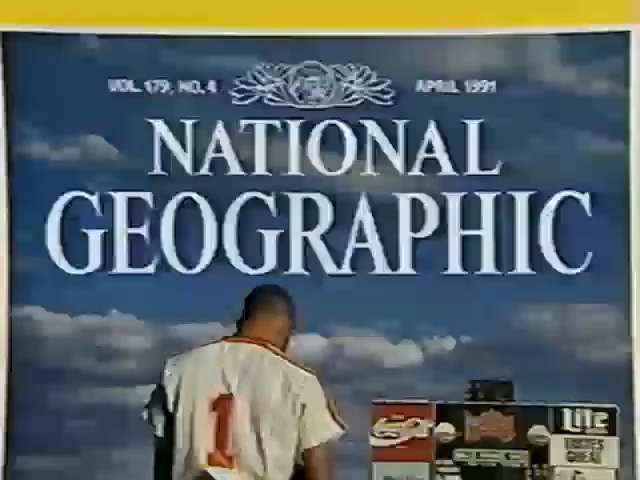 VOL. 179, NO. 4
APRIL 1991
NATIONAL
GEOGRAPHIC
1
Lite